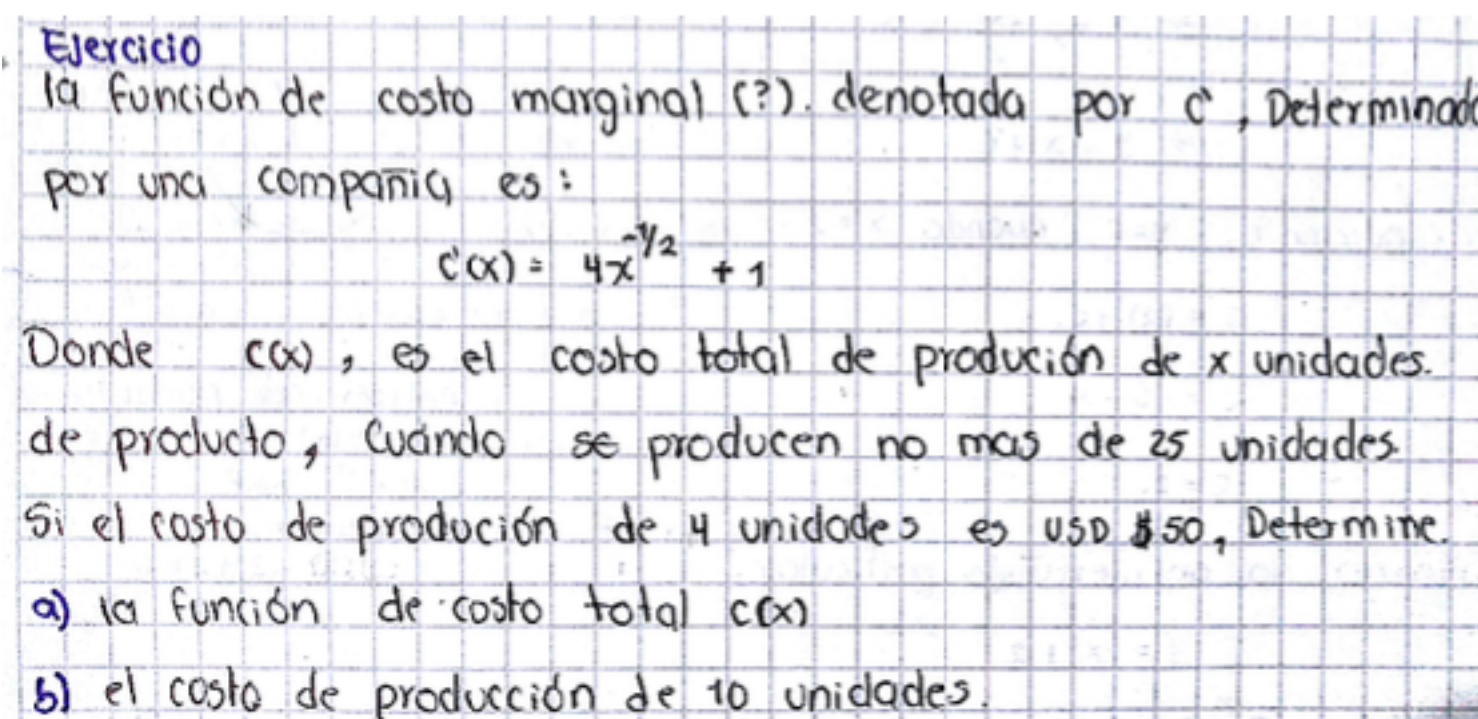 Ejercicio
la función de costo marginal (?). denotada por c', Determinado
por una compañia es:
c'(x) = 4x^-1/2 + 1
Donde c(x), es el costo total de produción de x unidades.
de producto, Cuándo se producen no mas de 25 unidades
Si el costo de produción de 4 unidades es USD $50, Determine.
a) la función de costo total c(x)
b) el costo de producción de 10 unidades.